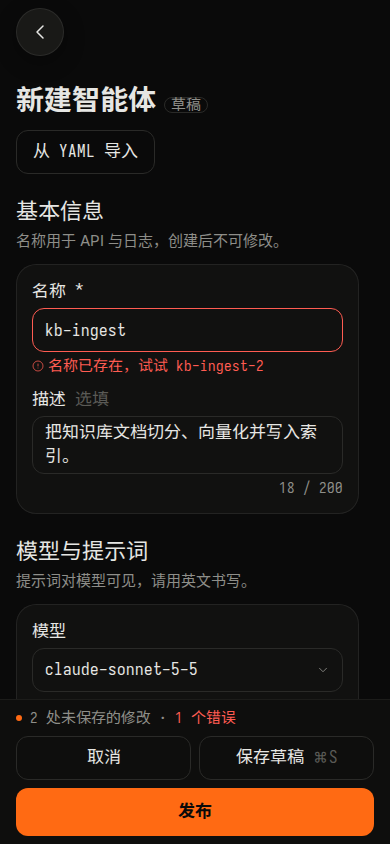 新建智能体 草稿
从 YAML 导入
基本信息
名称用于 API 与日志，创建后不可修改。
名称 *
kb-ingest
名称已存在，试试 kb-ingest-2
描述 选填
把知识库文档切分、向量化并写入索
引。
18 / 200
模型与提示词
提示词对模型可见，请用英文书写。
模型
claude-sonnet-5-5
2 处未保存的修改 · 1 个错误
取消
保存草稿 ⌘S
发布